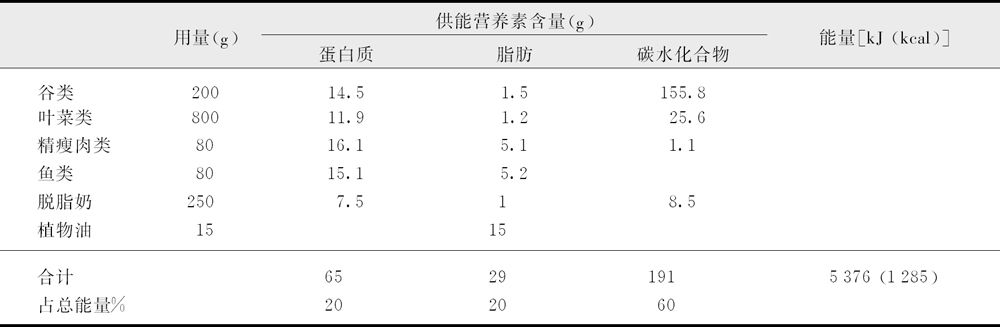 供能营养素含量(g)
用量(g) 能量[kJ (kcal)]
蛋白质 脂肪 碳水化合物
谷类 200 14.5 1.5 155.8
叶菜类 800 11.9 1.2 25.6
精瘦肉类 80 16.1 5.1 1.1
鱼类 80 15.1 5.2
脱脂奶 250 7.5 1 8.5
植物油 15 15
合计 65 29 191 5 376 (1 285)
占总能量% 20 20 60